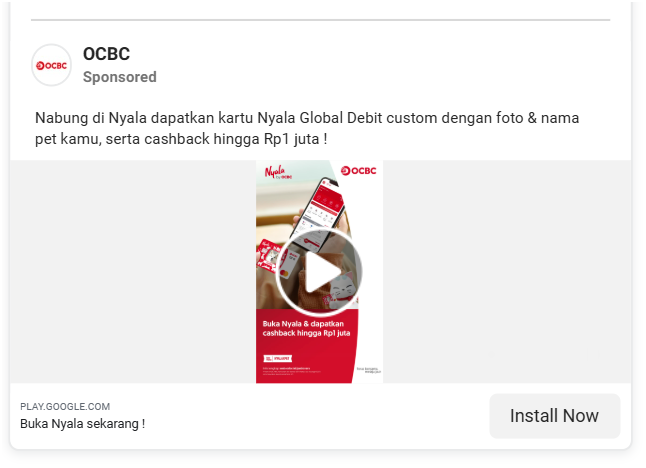 OCBC
OCBC
Sponsored
Nabung di Nyala dapatkan kartu Nyala Global Debit custom dengan foto & nama
pet kamu, serta cashback hingga Rp1 juta !
Nyala
by OCBC
OCBC
Buka Nyala & dapatkan
cashback hingga Rp1 juta
PLAY.GOOGLE.COM
Buka Nyala sekarang !
Install Now